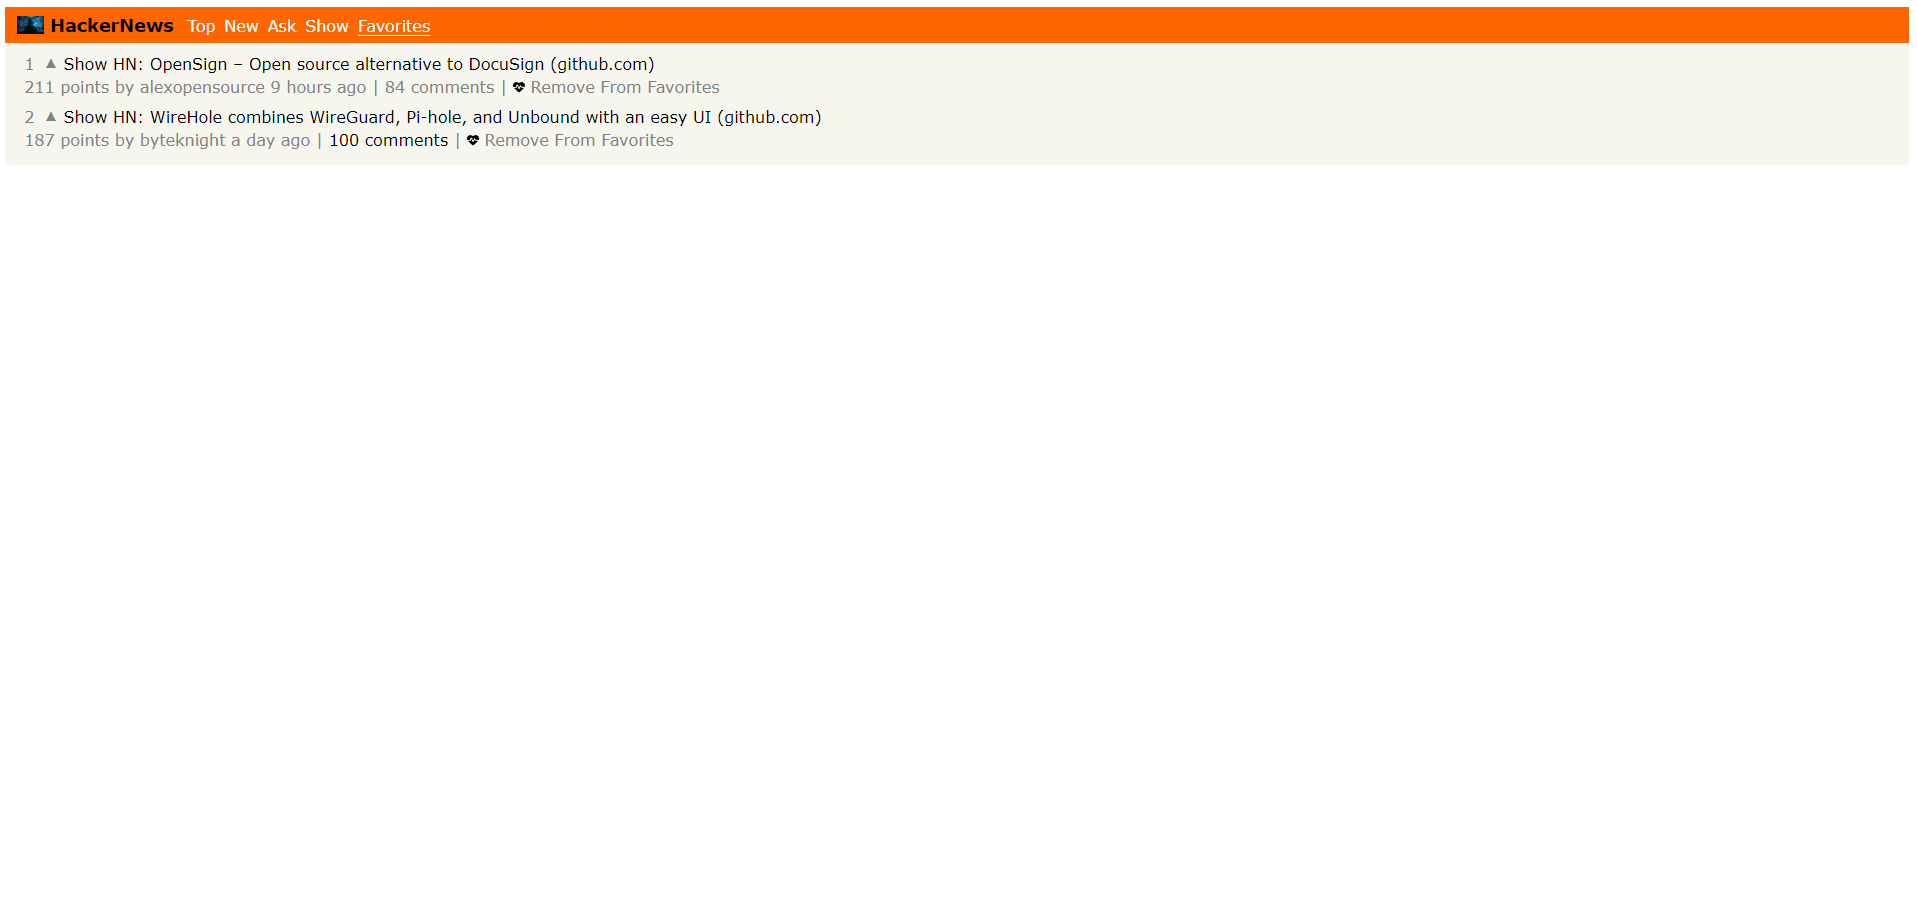 HackerNews Top New Ask Show Favorites
1 ▲ Show HN: OpenSign – Open source alternative to DocuSign (github.com)
211 points by alexopensource 9 hours ago | 84 comments | Remove From Favorites
2 ▲ Show HN: WireHole combines WireGuard, Pi-hole, and Unbound with an easy UI (github.com)
187 points by byteknight a day ago | 100 comments | Remove From Favorites